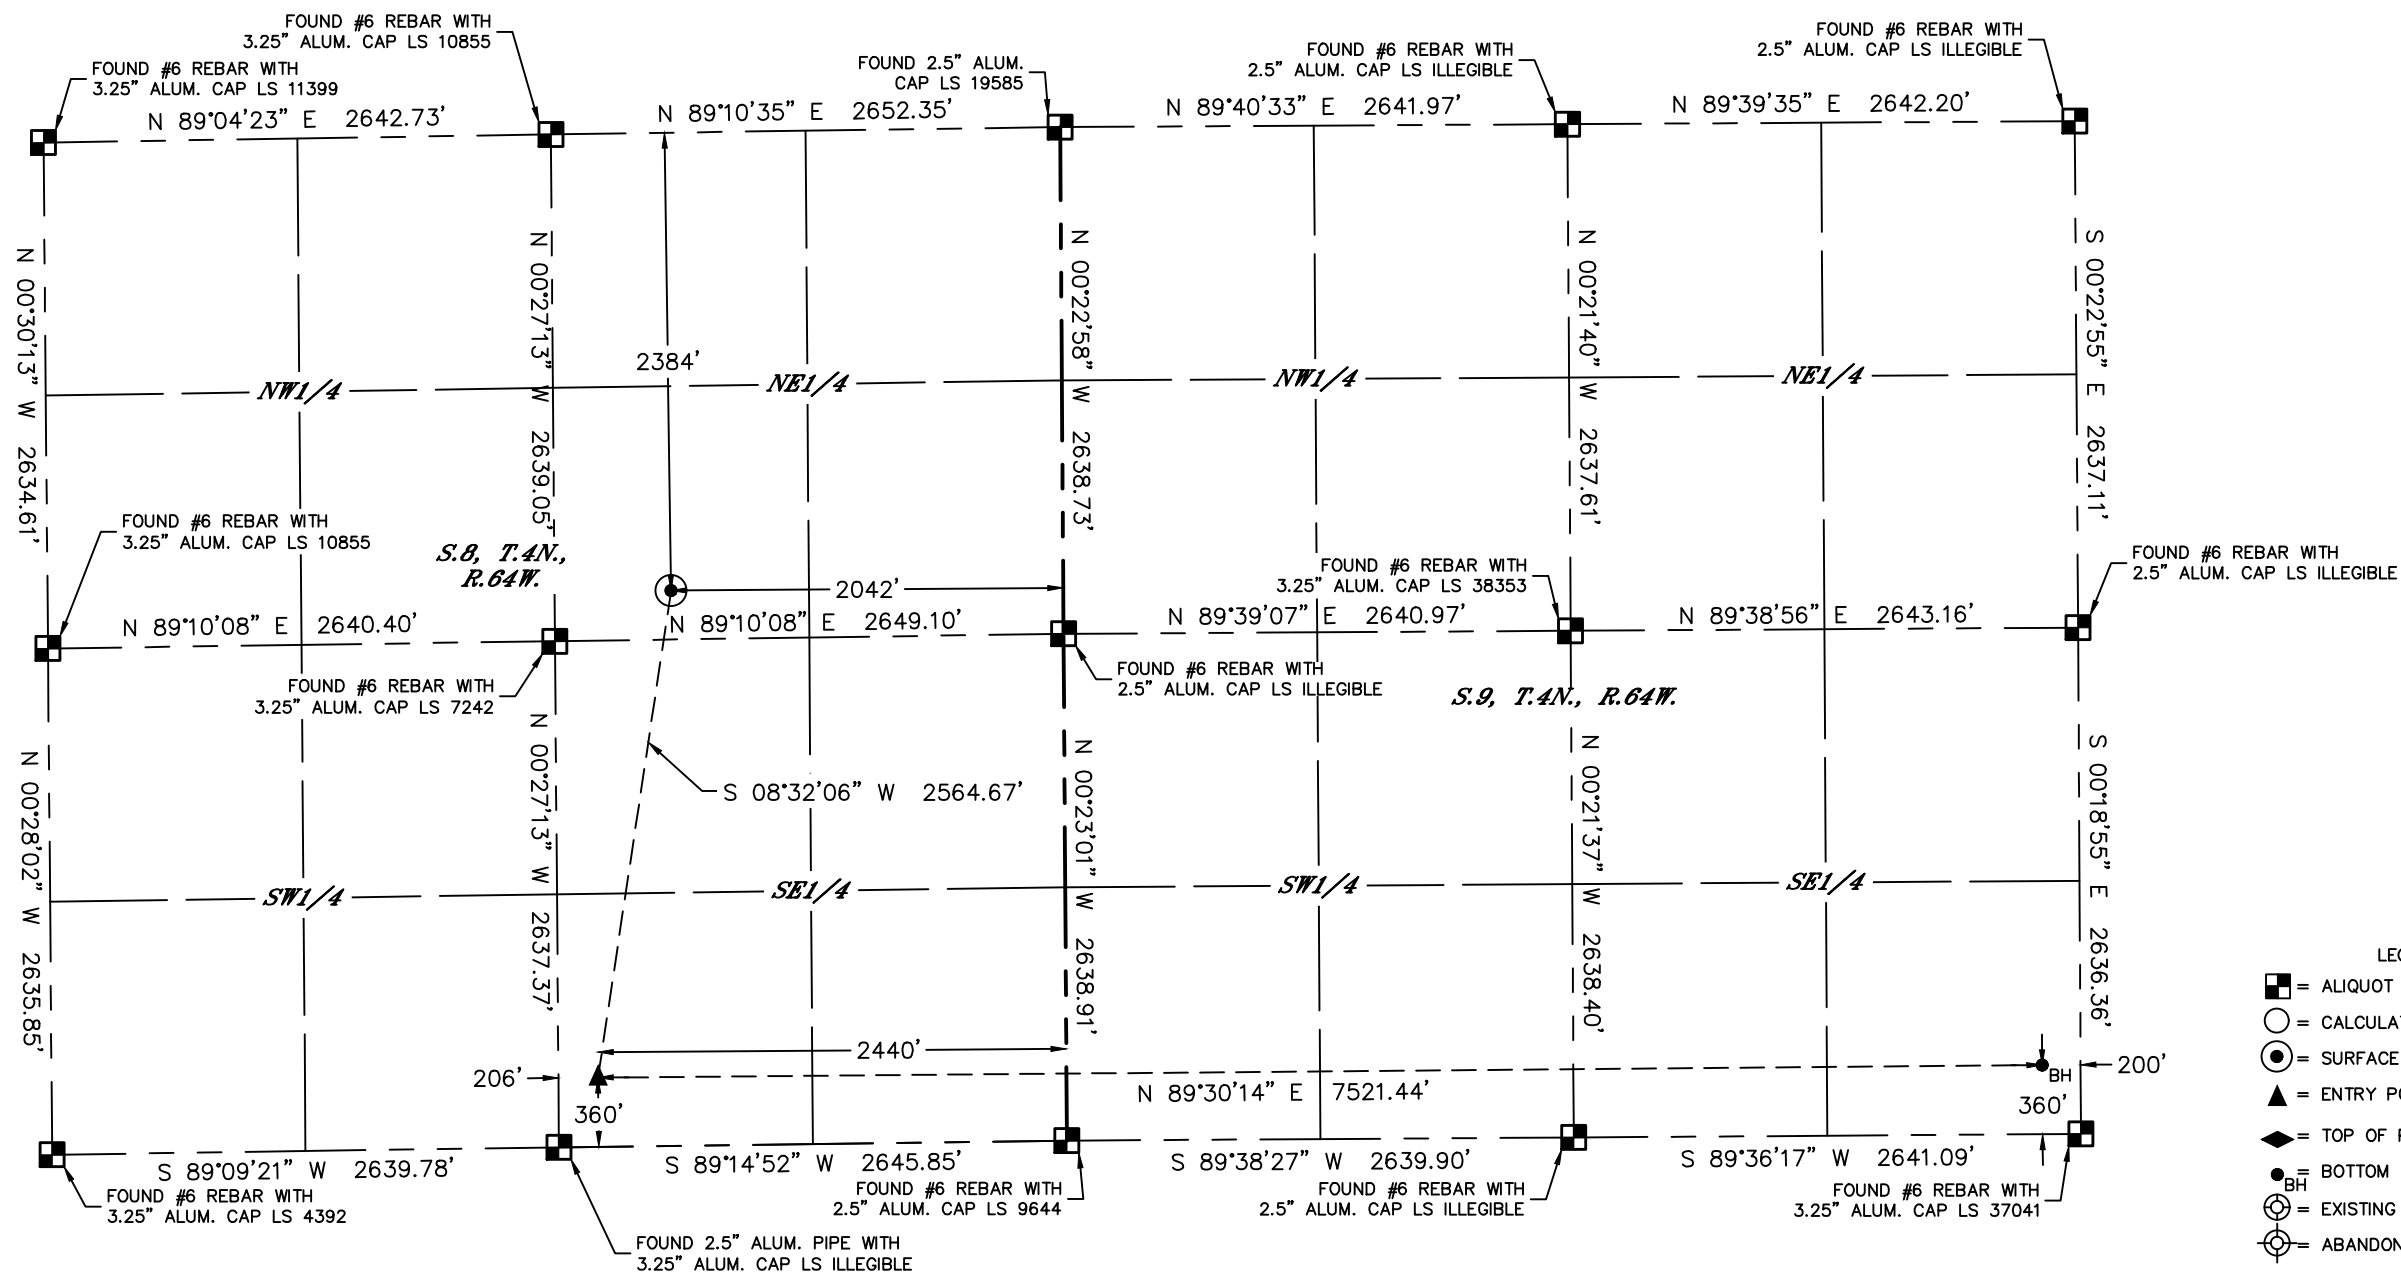 FOUND #6 REBAR WITH
3.25" ALUM. CAP LS 11399
FOUND #6 REBAR WITH
3.25" ALUM. CAP LS 10855
FOUND 2.5" ALUM.
CAP LS 19585
FOUND #6 REBAR WITH
2.5" ALUM. CAP LS ILLEGIBLE
FOUND #6 REBAR WITH
2.5" ALUM. CAP LS ILLEGIBLE
N 89°04'23" E 2642.73'
N 89°10'35" E 2652.35'
N 89°40'33" E 2641.97'
N 89°39'35" E 2642.20'
N 00°30'13" W 2634.61'
N 00°27'13" W 2639.05'
N 00°22'58" W 2638.73'
N 00°21'40" W 2637.61'
S 00°22'55" E 2637.11'
2384'
NW1/4
NE1/4
NW1/4
NE1/4
FOUND #6 REBAR WITH
3.25" ALUM. CAP LS 10855
S.8, T.4N.,
R.64W.
2042'
FOUND #6 REBAR WITH
3.25" ALUM. CAP LS 38353
FOUND #6 REBAR WITH
2.5" ALUM. CAP LS ILLEGIBLE
N 89°10'08" E 2640.40'
N 89°10'08" E 2649.10'
N 89°39'07" E 2640.97'
N 89°38'56" E 2643.16'
FOUND #6 REBAR WITH
3.25" ALUM. CAP LS 7242
FOUND #6 REBAR WITH
2.5" ALUM. CAP LS ILLEGIBLE
S.9, T.4N., R.64W.
N 00°28'02" W 2635.85'
N 00°27'13" W 2637.37'
N 00°23'01" W 2638.91'
N 00°21'37" W 2638.40'
S 00°18'55" E 2636.36'
S 08°32'06" W 2564.67'
SW1/4
SE1/4
SW1/4
SE1/4
2440'
206'
360'
N 89°30'14" E 7521.44'
BH
200'
360'
S 89°09'21" W 2639.78'
S 89°14'52" W 2645.85'
S 89°38'27" W 2639.90'
S 89°36'17" W 2641.09'
FOUND #6 REBAR WITH
3.25" ALUM. CAP LS 4392
FOUND 2.5" ALUM. PIPE WITH
3.25" ALUM. CAP LS ILLEGIBLE
FOUND #6 REBAR WITH
2.5" ALUM. CAP LS 9644
FOUND #6 REBAR WITH
2.5" ALUM. CAP LS ILLEGIBLE
FOUND #6 REBAR WITH
3.25" ALUM. CAP LS 37041
= ALIQUOT
=
= SURFACE
= ENTRY
= TOP OF
BH = BOTTOM
= EXISTING
=